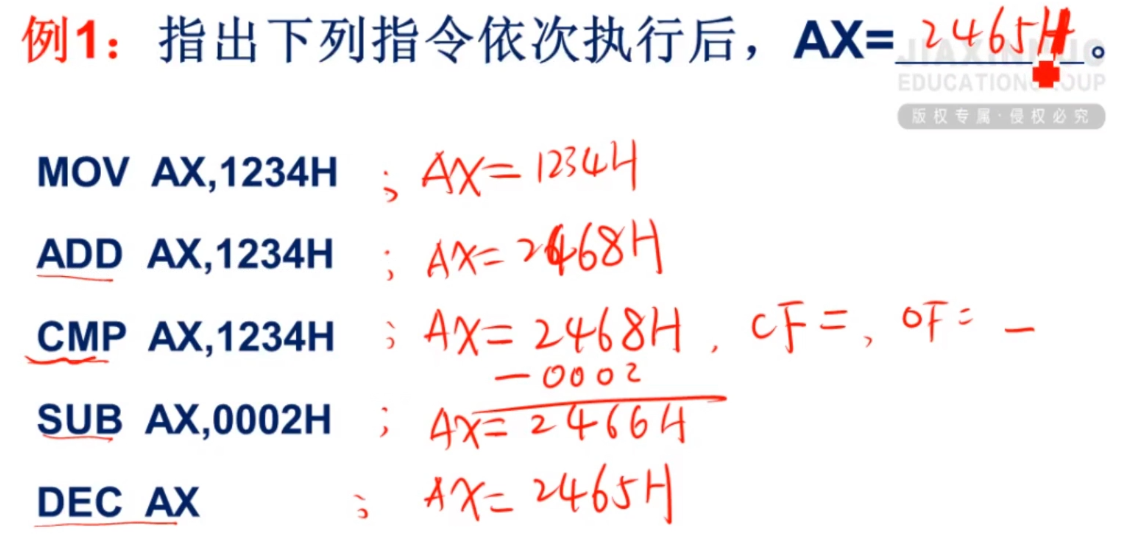 例1：指出下列指令依次执行后，AX=2465H。
EDUCATION
版权专属·侵权必究
MOV AX,1234H ; AX=1234H
ADD AX,1234H ; AX=2468H
CMP AX,1234H ; AX=2468H, CF=, OF=
－0002
SUB AX,0002H ; AX=2466H
DEC AX ; AX=2465H